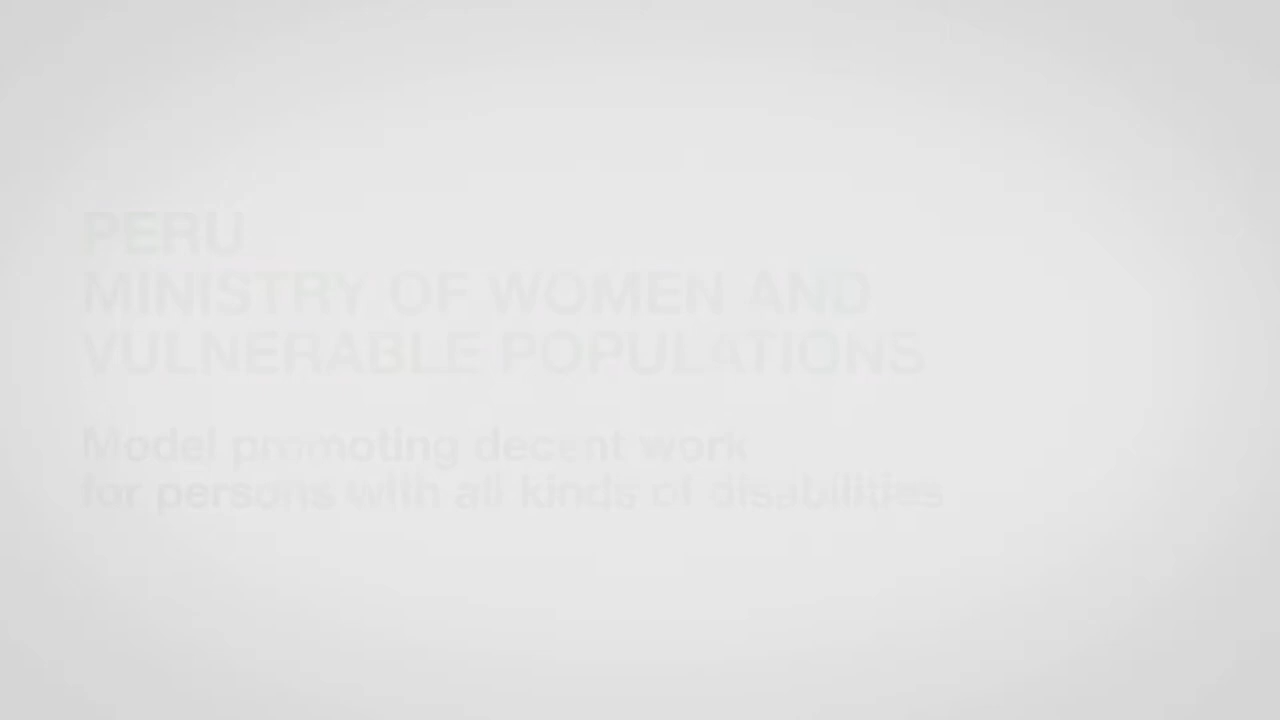 PERU
MINISTRY OF WOMEN AND
VULNERABLE POPULATIONS
Model promoting decent work
for persons with all kinds of disabilities